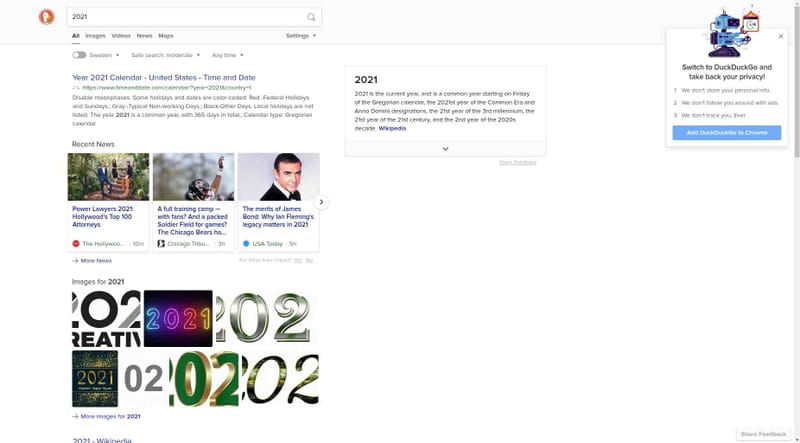 2021
All Images Videos News Maps Settings
Sweden Safe search: moderate Any time
Year 2021 Calendar - United States - Time and Date
https://www.timeanddate.com/calendar/?year=2021&country=1
Disable moonphases. Some holidays and dates are color-coded: Red -Federal Holidays
and Sundays.; Gray -Typical Non-working Days.; Black-Other Days. Local holidays are not
listed. The year 2021 is a common year, with 365 days in total.; Calendar type: Gregorian
calendar
Recent News
Power Lawyers 2021:
Hollywood's Top 100
Attorneys
The Hollywoo... 10m
A full training camp —
with fans? And a packed
Soldier Field for games?
The Chicago Bears ha...
Chicago Tribu... 3h
The merits of James
Bond: Why Ian Fleming's
legacy matters in 2021
USA Today 5h
More News
Are these links helpful? Yes No
Images for 2021
202
REATIV
2021
202
2021
02
202
202
More Images for 2021
2021 - Wikipedia
2021
2021 is the current year, and is a common year starting on Friday
of the Gregorian calendar, the 2021st year of the Common Era and
Anno Domini designations, the 21st year of the 3rd millennium, the
21st year of the 21st century, and the 2nd year of the 2020s
decade. Wikipedia
Share Feedback
Switch to DuckDuckGo and
take back your privacy!
1 We don't store your personal info.
2 We don't follow you around with ads.
3 We don't track you. Ever.
Add DuckDuckGo to Chrome
Share Feedback